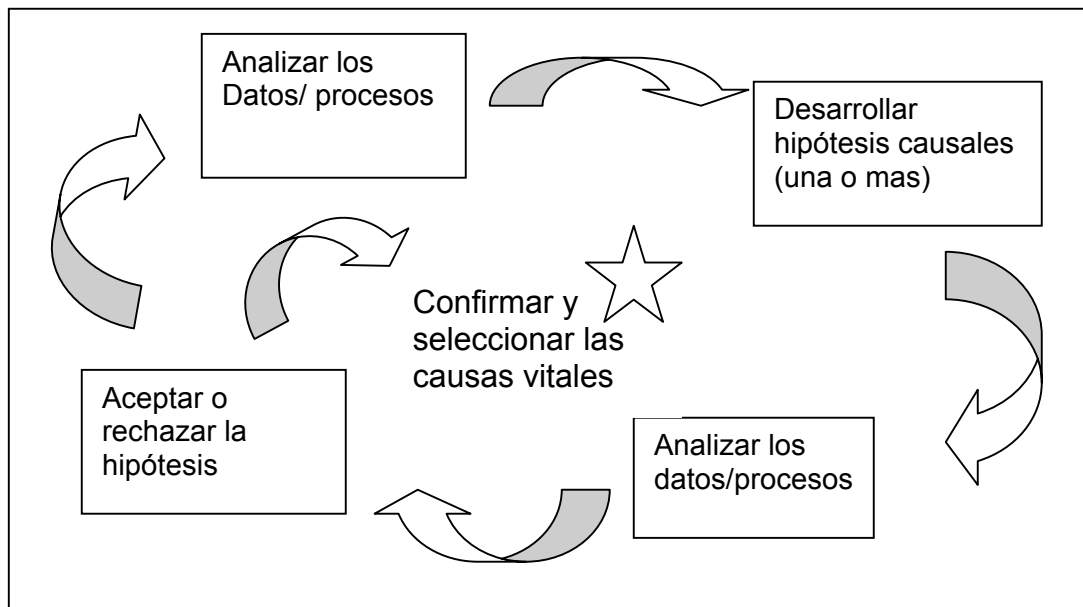 Analizar los
Datos/ procesos
Desarrollar
hipótesis causales
(una o mas)
Confirmar y
seleccionar las
causas vitales
Aceptar o
rechazar la
hipótesis
Analizar los
datos/procesos